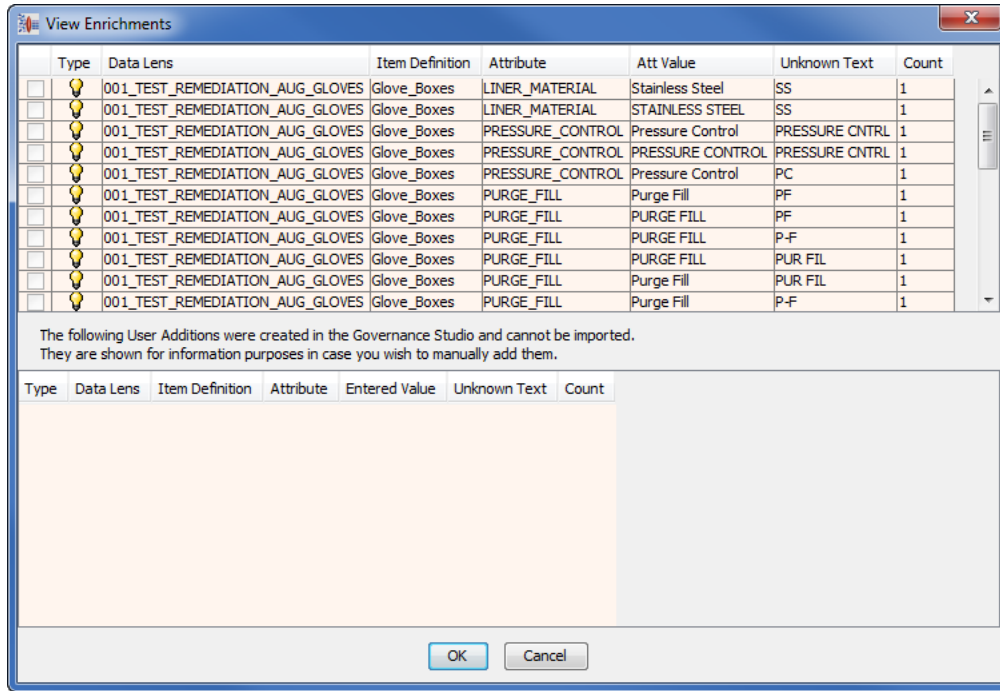 View Enrichments
Type Data Lens Item Definition Attribute Att Value Unknown Text Count
001_TEST_REMEDIATION_AUG_GLOVES Glove_Boxes LINER_MATERIAL Stainless Steel SS 1
001_TEST_REMEDIATION_AUG_GLOVES Glove_Boxes LINER_MATERIAL STAINLESS STEEL SS 1
001_TEST_REMEDIATION_AUG_GLOVES Glove_Boxes PRESSURE_CONTROL Pressure Control PRESSURE CNTRL 1
001_TEST_REMEDIATION_AUG_GLOVES Glove_Boxes PRESSURE_CONTROL PRESSURE CONTROL PRESSURE CNTRL 1
001_TEST_REMEDIATION_AUG_GLOVES Glove_Boxes PRESSURE_CONTROL Pressure Control PC 1
001_TEST_REMEDIATION_AUG_GLOVES Glove_Boxes PURGE_FILL Purge Fill PF 1
001_TEST_REMEDIATION_AUG_GLOVES Glove_Boxes PURGE_FILL PURGE FILL PF 1
001_TEST_REMEDIATION_AUG_GLOVES Glove_Boxes PURGE_FILL PURGE FILL P-F 1
001_TEST_REMEDIATION_AUG_GLOVES Glove_Boxes PURGE_FILL PURGE FILL PUR FIL 1
001_TEST_REMEDIATION_AUG_GLOVES Glove_Boxes PURGE_FILL Purge Fill PUR FIL 1
001_TEST_REMEDIATION_AUG_GLOVES Glove_Boxes PURGE_FILL Purge Fill P-F 1
The following User Additions were created in the Governance Studio and cannot be imported.
They are shown for information purposes in case you wish to manually add them.
Type Data Lens Item Definition Attribute Entered Value Unknown Text Count
OK Cancel